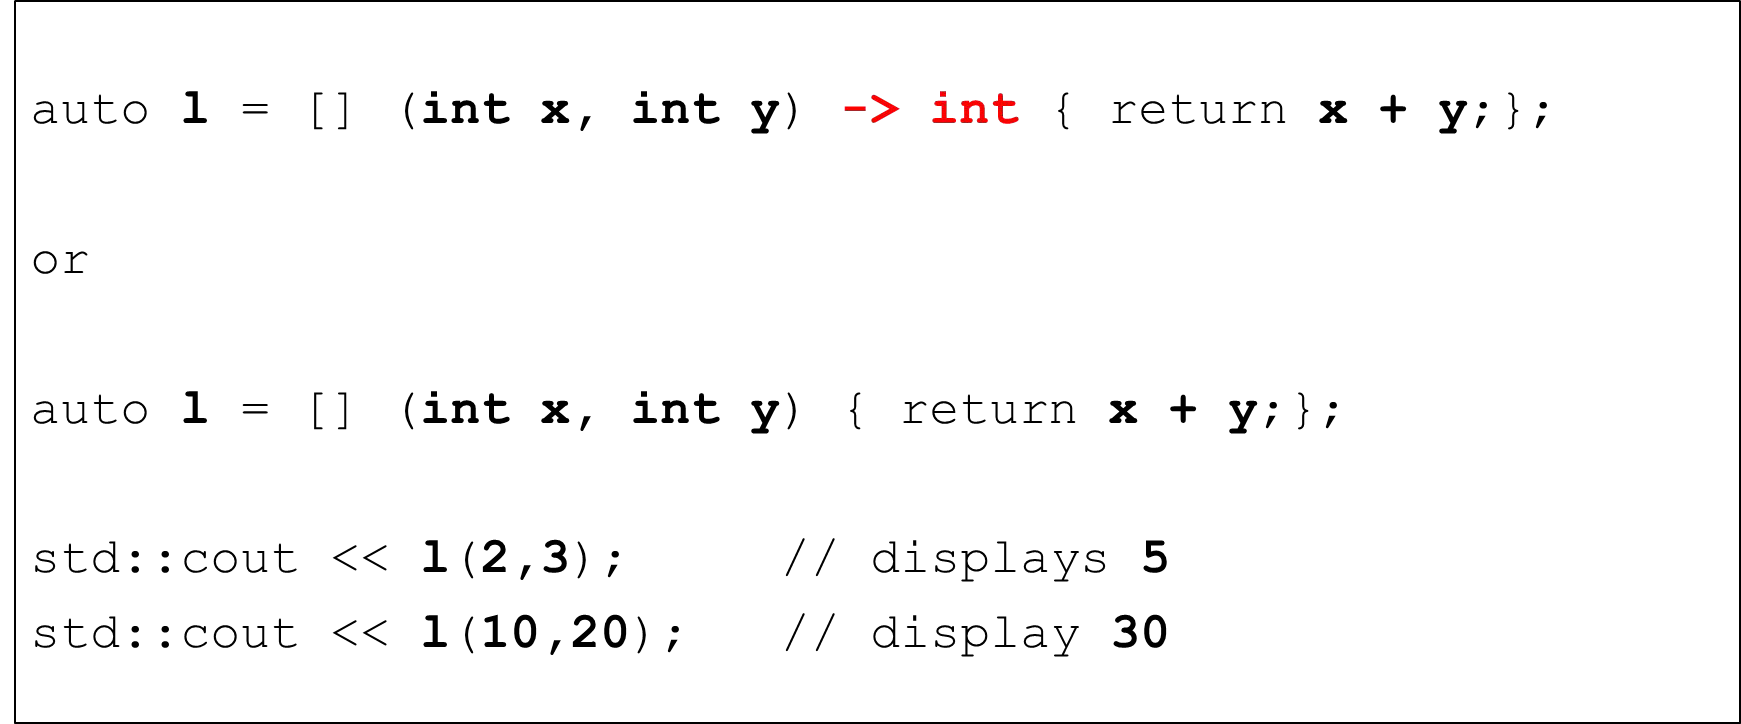 auto l = [] (int x, int y) -> int { return x + y;};
or
auto l = [] (int x, int y) { return x + y;};
std::cout << l(2,3);     // displays 5
std::cout << l(10,20);   // display 30